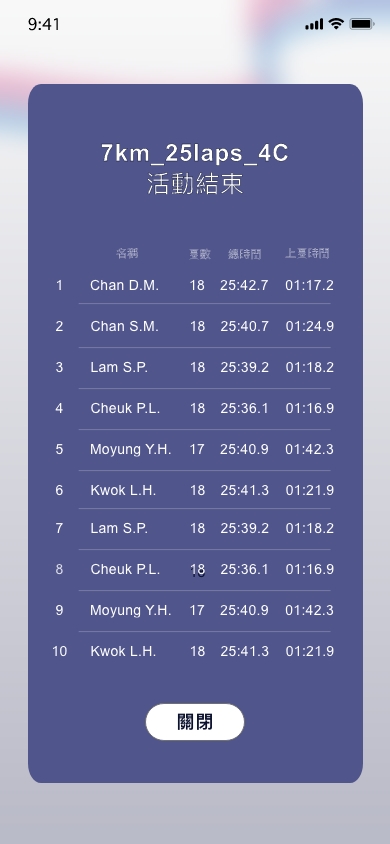 9:41
7km_25laps_4C
活動結束
名稱 圈數 總時間 上圈時間
1 Chan D.M. 18 25:42.7 01:17.2
2 Chan S.M. 18 25:40.7 01:24.9
3 Lam S.P. 18 25:39.2 01:18.2
4 Cheuk P.L. 18 25:36.1 01:16.9
5 Moyung Y.H. 17 25:40.9 01:42.3
6 Kwok L.H. 18 25:41.3 01:21.9
7 Lam S.P. 18 25:39.2 01:18.2
8 Cheuk P.L. 18 25:36.1 01:16.9
9 Moyung Y.H. 17 25:40.9 01:42.3
10 Kwok L.H. 18 25:41.3 01:21.9
關閉